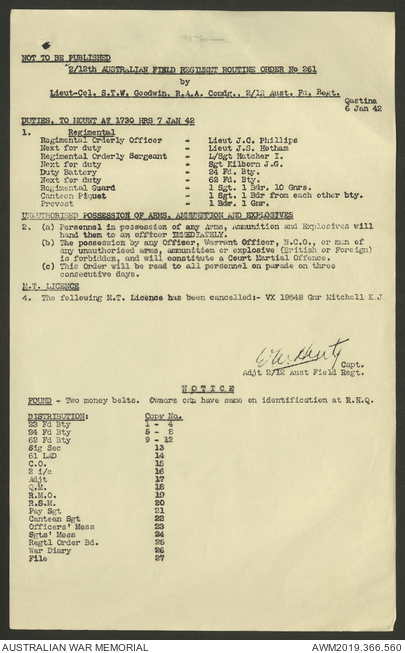 NOT TO BE PUBLISHED
2/12th AUSTRALIAN FIELD REGIMENT ROUTINE ORDER No 261
by
Lieut-Col. S.T.W. Goodwin, R.A.A. Comdg., 2/12 Aust. Fd. Regt.
Qastina
6 Jan 42
DUTIES. TO MOUNT AT 1730 HRS 7 JAN 42
1. Regimental
Regimental Orderly Officer - Lieut J.C. Phillips
Next for duty - Lieut J.S. Hotham
Regimental Orderly Sergeant - L/Sgt Hatcher I.
Next for duty - Sgt Kilborn J.G.
Duty Battery - 24 Fd. Bty.
Next for duty - 62 Fd. Bty.
Regimental Guard - 1 Sgt. 1 Bdr. 10 Gnrs.
Canteen Piquet - 1 Sgt. 1 Bdr from each other bty.
Provost - 1 Bdr. 1 Gnr.
UNAUTHORISED POSSESSION OF ARMS, AMMUNITION AND EXPLOSIVES
2. (a) Personnel in possession of any Arms, Ammunition and Explosives will
hand them to an officer IMMEDIATELY.
(b) The possession by any Officer, Warrant Officer, N.C.O., or man of
any unauthorised arms, ammunition or explosive (British or Foreign)
is forbidden, and will constitute a Court Martial Offence.
(c) This Order will be read to all personnel on parade on three
consecutive days.
M.T. LICENCE
4. The following M.T. Licence has been cancelled:- VX 19542 Gnr Mitchell K.J
Capt.
Adjt 2/12 Aust Field Regt.
NOTICE
FOUND - Two money belts. Owners can have same on identification at R.H.Q.
DISTRIBUTION: Copy No.
23 Fd Bty 1 - 4
24 Fd Bty 5 - 8
62 Fd Bty 9 - 12
Sig Sec 13
61 LAD 14
C.O. 15
2 i/c 16
Adjt 17
Q.M. 18
R.M.O. 19
R.S.M. 20
Pay Sgt 21
Canteen Sgt 22
Officers' Mess 23
Sgts' Mess 24
Regtl Order Bd. 25
War Diary 26
File 27
AUSTRALIAN WAR MEMORIAL AWM2019.366.560